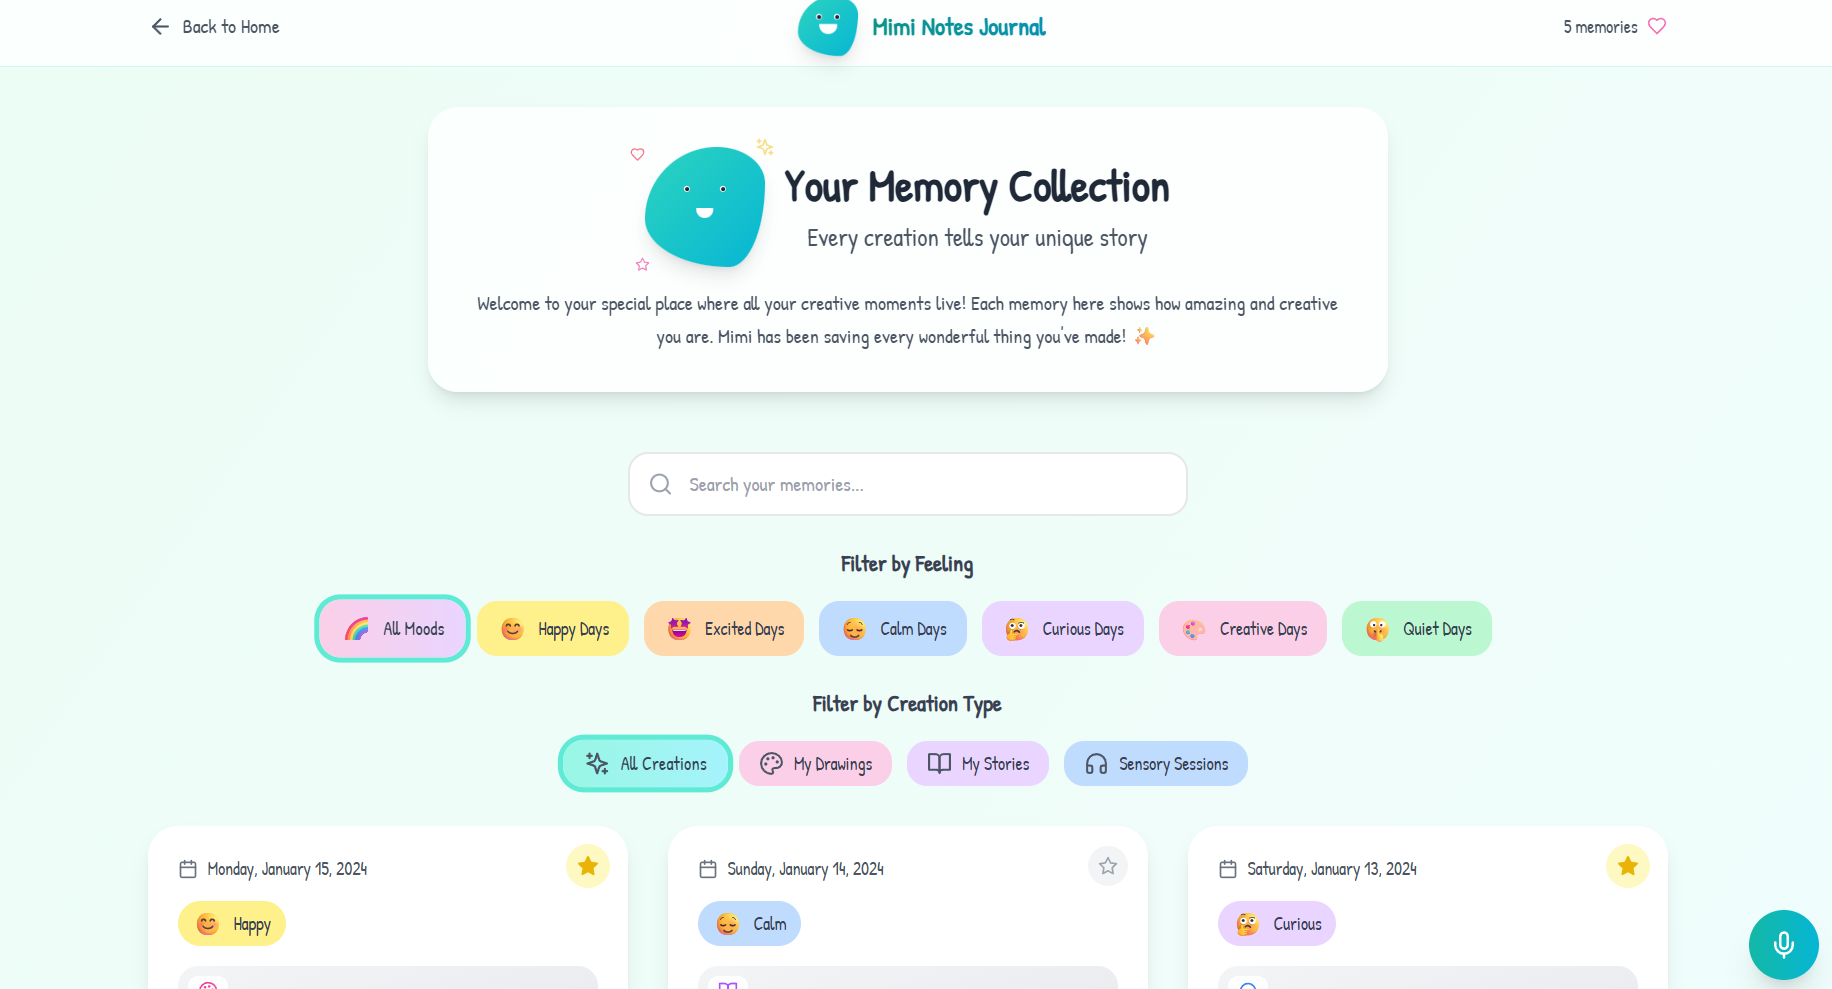 Back to Home
Mimi Notes Journal
5 memories
Your Memory Collection
Every creation tells your unique story
Welcome to your special place where all your creative moments live! Each memory here shows how amazing and creative
you are. Mimi has been saving every wonderful thing you've made! ✨
Search your memories...
Filter by Feeling
All Moods
Happy Days
Excited Days
Calm Days
Curious Days
Creative Days
Quiet Days
Filter by Creation Type
All Creations
My Drawings
My Stories
Sensory Sessions
Monday, January 15, 2024
Happy
Sunday, January 14, 2024
Calm
Saturday, January 13, 2024
Curious